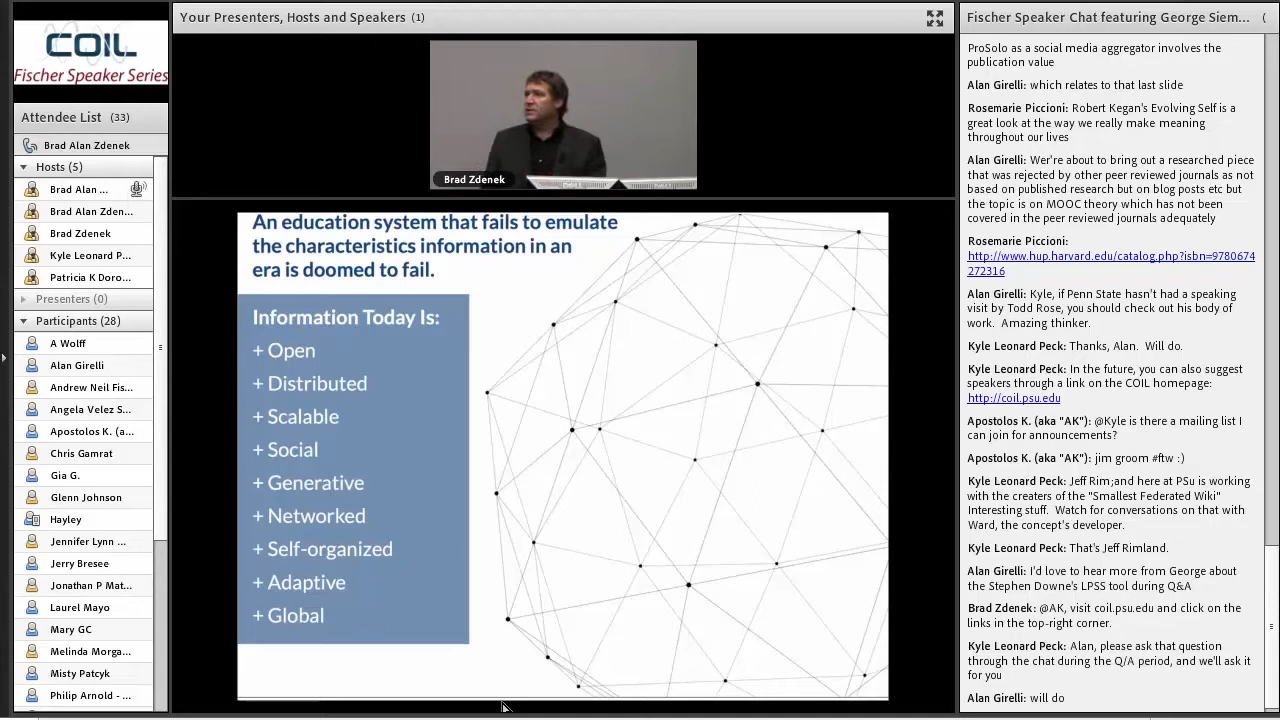 COIL
Fischer Speaker Series
Attendee List (33)
Brad Alan Zdenek
Hosts (5)
Brad Alan ...
Brad Alan Zden...
Brad Zdenek
Kyle Leonard P...
Patricia K Doro...
Presenters (0)
Participants (28)
A Wolff
Alan Girelli
Andrew Neil Fis...
Angela Velez S...
Apostolos K. (a...
Chris Gamrat
Gia G.
Glenn Johnson
Hayley
Jennifer Lynn ...
Jerry Bresee
Jonathan P Mat...
Laurel Mayo
Mary GC
Melinda Morga...
Misty Patcyk
Philip Arnold - ...
Your Presenters, Hosts and Speakers (1)
Brad Zdenek
An education system that fails to emulate
the characteristics information in an
era is doomed to fail.
Information Today Is:
+ Open
+ Distributed
+ Scalable
+ Social
+ Generative
+ Networked
+ Self-organized
+ Adaptive
+ Global
Fischer Speaker Chat featuring George Siem... (
ProSolo as a social media aggregator involves the
publication value
Alan Girelli: which relates to that last slide
Rosemarie Piccioni: Robert Kegan's Evolving Self is a
great look at the way we really make meaning
throughout our lives
Alan Girelli: Wer're about to bring out a researched piece
that was rejected by other peer reviewed journals as not
based on published research but on blog posts etc but
the topic is on MOOC theory which has not been
covered in the peer reviewed journals ad-quately
Rosemarie Piccioni:
http://www.hup.harvard.edu/catalog.php?isbn=9780674
272316
Alan Girelli: Kyle, if Penn State hasn't had a speaking
visit by Todd Rose, you should check out his body of
work. Amazing thinker.
Kyle Leonard Peck: Thanks, Alan. Will do.
Kyle Leonard Peck: In the future, you can also suggest
speakers through a link on the COIL homepage:
http://coil.psu.edu
Apostolos K. (aka "AK"): @Kyle is there a mailing list I
can join for announcements?
Apostolos K. (aka "AK"): jim groom #ftw :)
Kyle Leonard Peck: Jeff Rim;and here at PSu is working
with the creators of the "Smallest Federated Wiki"
Interesting stuff. Watch for conversations on that with
Ward, the concept's developer.
Kyle Leonard Peck: That's Jeff Rimland.
Alan Girelli: I'd love to hear more from George about
the Stephen Downe's LPSS tool during Q&A
Brad Zdenek: @AK, visit coil.psu.edu and click on the
links in the top-right corner.
Kyle Leonard Peck: Alan, please ask that question
through the chat during the Q/A period, and we'll ask it
for you
Alan Girelli: will do